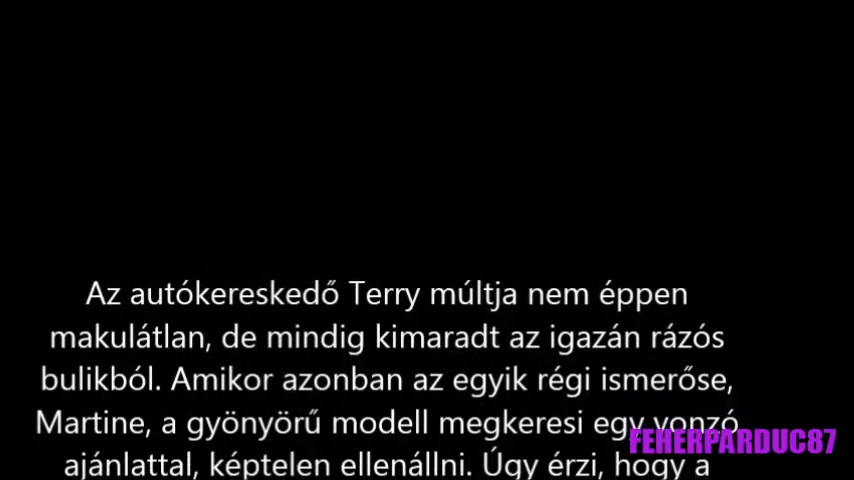 Az autókereskedő Terry múltja nem éppen
makulátlan, de mindig kimaradt az igazán rázós
bulikból. Amikor azonban az egyik régi ismerőse,
Martine, a gyönyörű modell megkeresi egy vonzó
ajánlattal, képtelen ellenállni. Úgy érzi, hogy a
FEHERPARDUC87